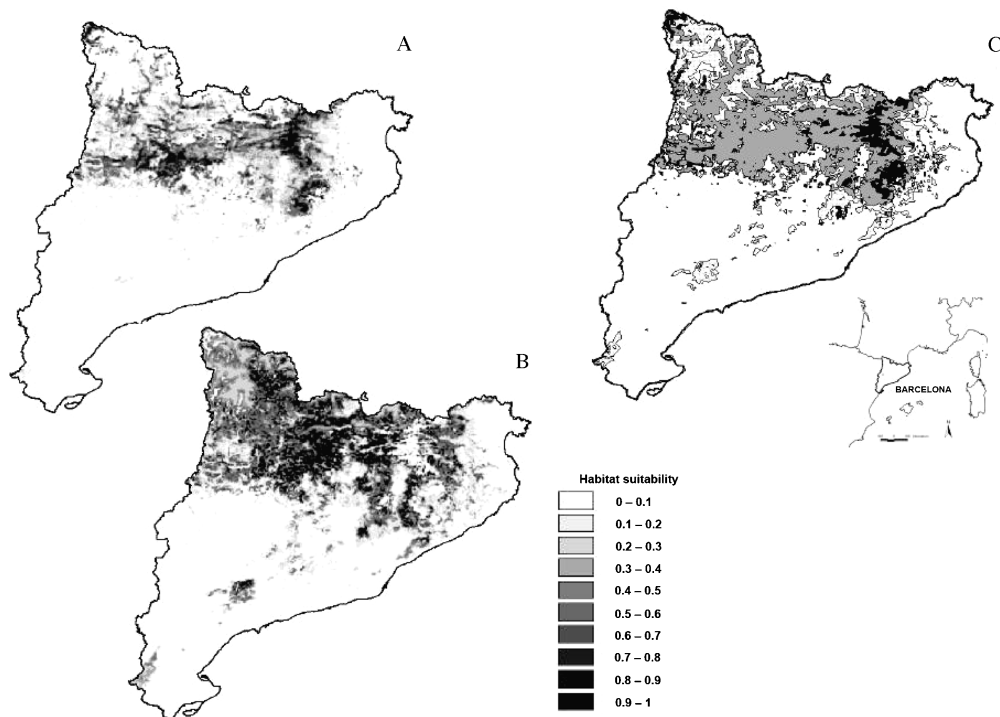 A
C
B
BARCELONA
Habitat suitability
0 – 0.1
0.1 – 0.2
0.2 – 0.3
0.3 – 0.4
0.4 – 0.5
0.5 – 0.6
0.6 – 0.7
0.7 – 0.8
0.8 – 0.9
0.9 – 1